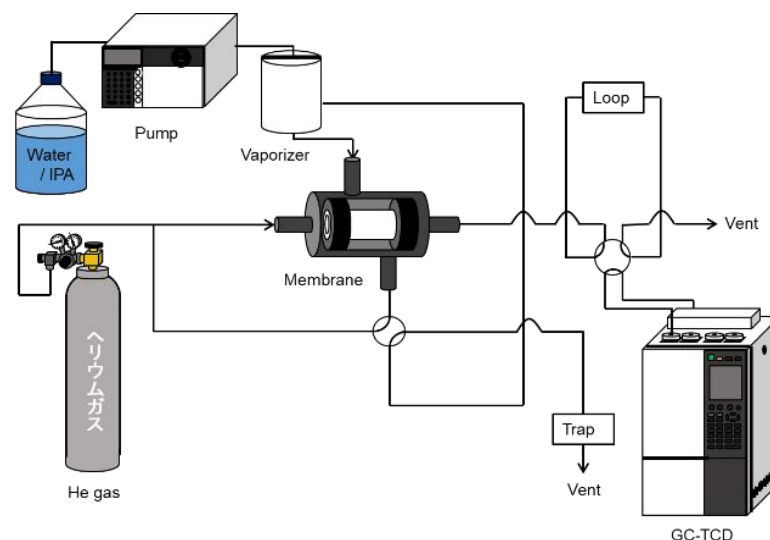 Pump
Water
/ IPA
Vaporizer
Loop
Vent
Membrane
ヘリウムガス
He gas
Trap
Vent
GC-TCD